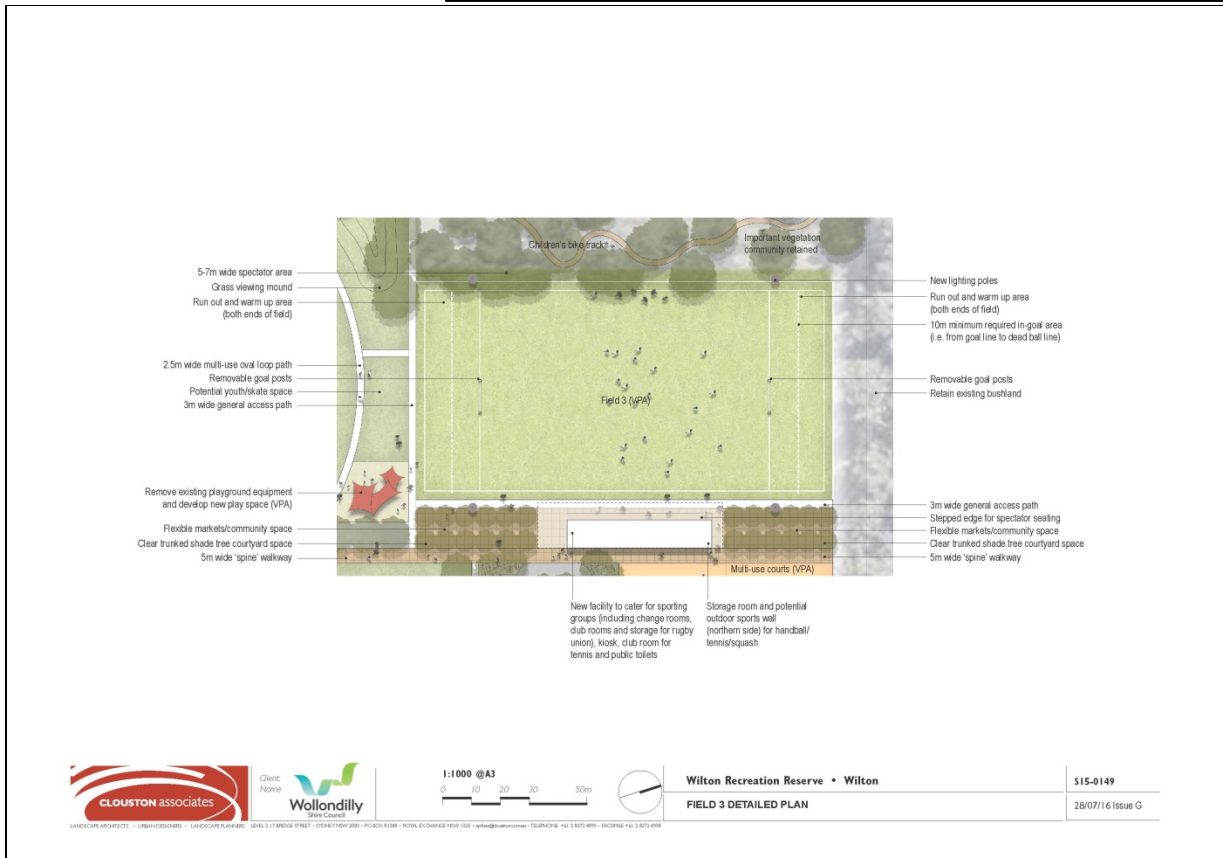 Children's bike track
Important vegetation
community retained
5-7m wide spectator area
Grass viewing mound
Run out and warm up area
(both ends of field)
2.5m wide multi-use oval loop path
Removable goal posts
Potential youth/skate space
3m wide general access path
Remove existing playground equipment
and develop new play space (VPA)
Flexible markets/community space
Clear trunked shade tree courtyard space
5m wide 'spine' walkway
Field 3 (VPA)
New lighting poles
Run out and warm up area
(both ends of field)
10m minimum required in-goal area
(i.e. from goal line to dead ball line)
Removable goal posts
Retain existing bushland
3m wide general access path
Stepped edge for spectator seating
Flexible markets/community space
Clear trunked shade tree courtyard space
5m wide 'spine' walkway
Multi-use courts (VPA)
New facility to cater for sporting
groups (including change rooms,
club rooms and storage for rugby
union), kiosk, club room for
tennis and public toilets
Storage room and potential
outdoor sports wall
(northern side) for handball/
tennis/squash
CLOUSTON associates
Client
Name
Wollondilly
Shire Council
1:1000 @A3
0 10 20 30 50m
Wilton Recreation Reserve • Wilton
FIELD 3 DETAILED PLAN
S15-0149
28/07/16 Issue G
LANDSCAPE ARCHITECTS • URBAN DESIGNERS • LANDSCAPE PLANNERS